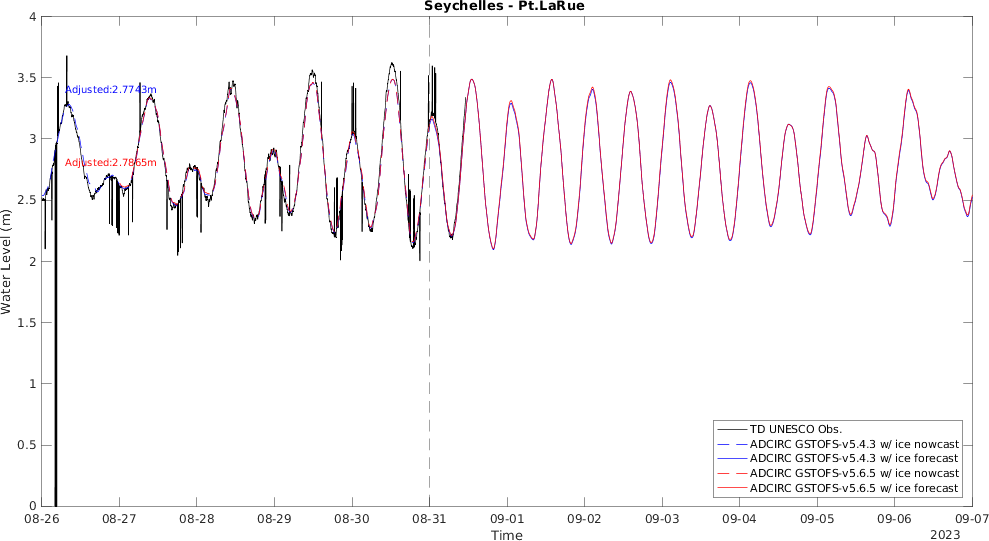 Seychelles - Pt.LaRue
Water Level (m)
4
3.5
3
2.5
2
1.5
1
0.5
0
Adjusted:2.7743m
Adjusted:2.7865m
TD UNESCO Obs.
ADCIRC GSTOFS-v5.4.3 w/ ice nowcast
ADCIRC GSTOFS-v5.4.3 w/ ice forecast
ADCIRC GSTOFS-v5.6.5 w/ ice nowcast
ADCIRC GSTOFS-v5.6.5 w/ ice forecast
08-26 08-27 08-28 08-29 08-30 08-31 09-01 09-02 09-03 09-04 09-05 09-06 09-07
Time
2023